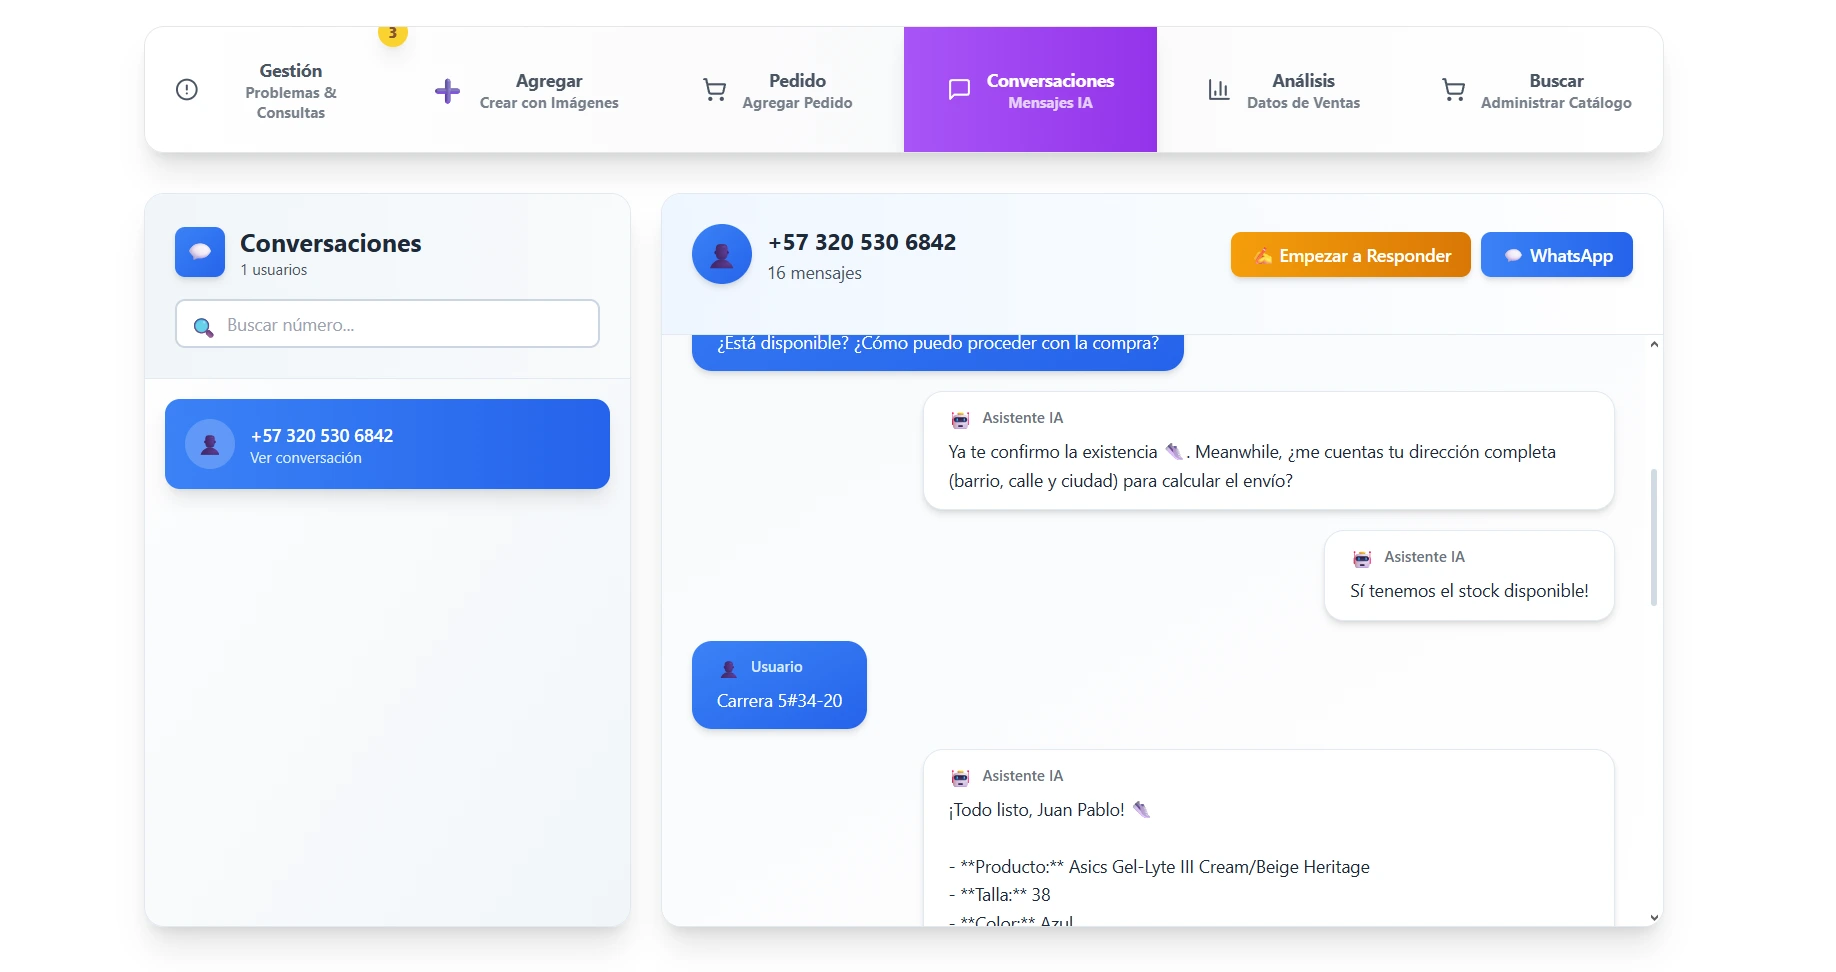 3
Gestión
Problemas &
Consultas
Agregar
Crear con Imágenes
Pedido
Agregar Pedido
Conversaciones
Mensajes IA
Análisis
Datos de Ventas
Buscar
Administrar Catálogo
Conversaciones
1 usuarios
Buscar número...
+57 320 530 6842
Ver conversación
+57 320 530 6842
16 mensajes
Empezar a Responder
WhatsApp
¿Está disponible? ¿Cómo puedo proceder con la compra?
Asistente IA
Ya te confirmo la existencia . Meanwhile, ¿me cuentas tu dirección completa
(barrio, calle y ciudad) para calcular el envío?
Asistente IA
Sí tenemos el stock disponible!
Usuario
Carrera 5#34-20
Asistente IA
¡Todo listo, Juan Pablo!
- **Producto:** Asics Gel-Lyte III Cream/Beige Heritage
- **Talla:** 38
- **Color:** Azul